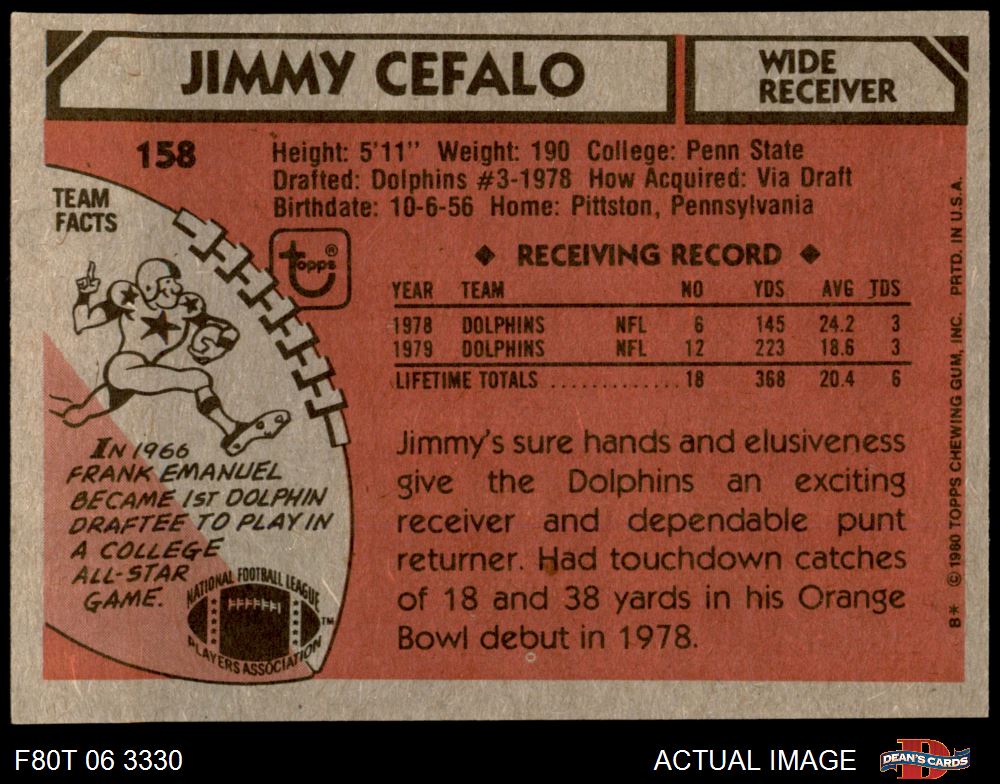 JIMMY CEFALO
WIDE
RECEIVER
158
Height: 5'11" Weight: 190 College: Penn State
Drafted: Dolphins #3-1978 How Acquired: Via Draft
Birthdate: 10-6-56 Home: Pittston, Pennsylvania
TEAM
FACTS
topps®
◆ RECEIVING RECORD ◆
YEAR TEAM NO YDS AVG TDS
1978 DOLPHINS NFL 6 145 24.2 3
1979 DOLPHINS NFL 12 223 18.6 3
LIFETIME TOTALS ............. 18 368 20.4 6
IN 1966
FRANK EMANUEL
BECAME 1ST DOLPHIN
DRAFTEE TO PLAY IN
A COLLEGE
ALL-STAR
GAME.
NATIONAL FOOTBALL LEAGUE
PLAYERS ASSOCIATION
TM
Jimmy's sure hands and elusiveness
give the Dolphins an exciting
receiver and dependable punt
returner. Had touchdown catches
of 18 and 38 yards in his Orange
Bowl debut in 1978.
8* © 1980 TOPPS CHEWING GUM, INC. PRTD. IN U.S.A.
F80T 06 3330
ACTUAL IMAGE
DEAN'S CARDS